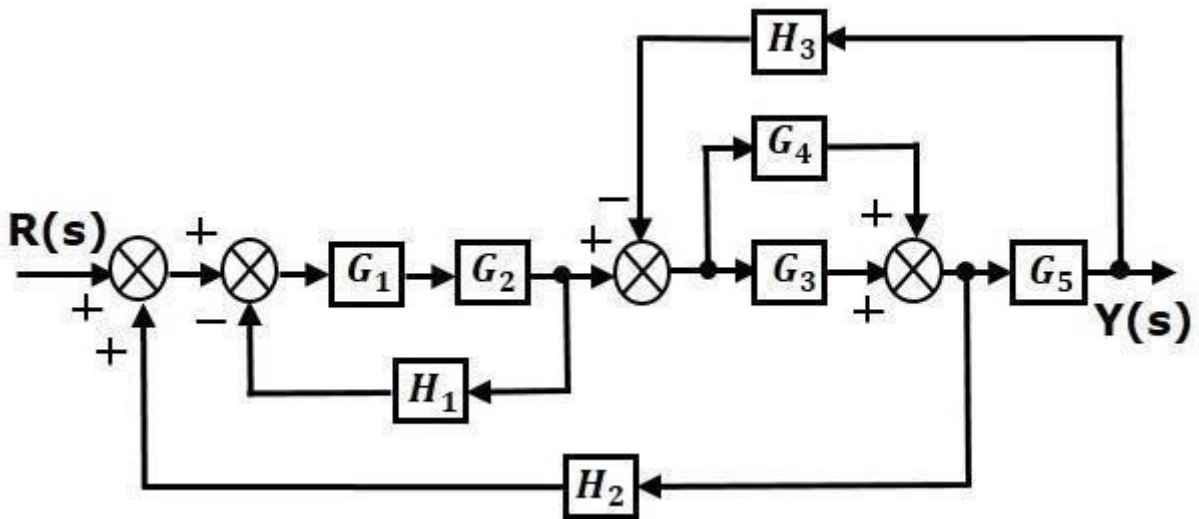 H₃
G₄
R(s)
+
−
+
−
G₁
G₂
+
G₃
+
+
G₅
Y(s)
+
+
H₁
H₂